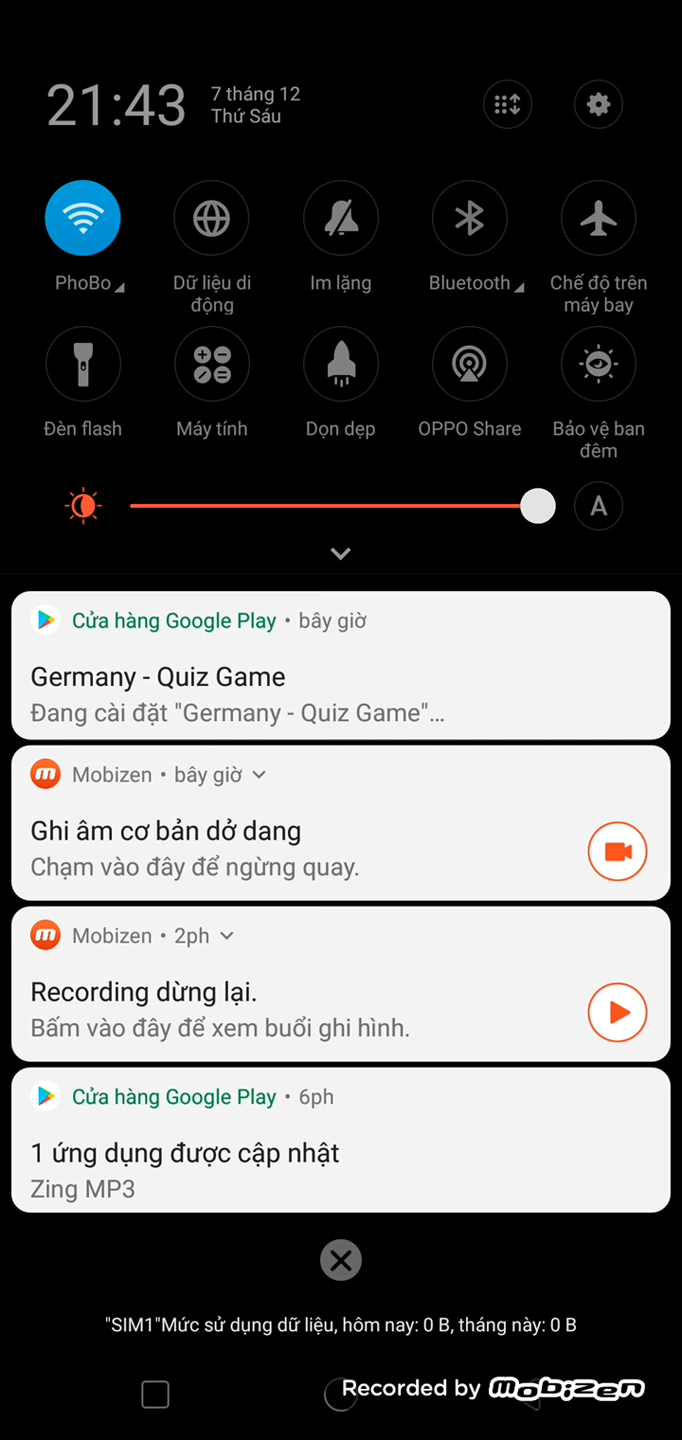 21:43
7 tháng 12
Thứ Sáu
PhoBo
Dữ liệu di động
Im lặng
Bluetooth
Chế độ trên máy bay
Đèn flash
Máy tính
Dọn dẹp
OPPO Share
Bảo vệ ban đêm
A
Cửa hàng Google Play • bây giờ
Germany - Quiz Game
Đang cài đặt "Germany - Quiz Game"...
Mobizen • bây giờ
Ghi âm cơ bản dở dang
Chạm vào đây để ngừng quay.
Mobizen • 2ph
Recording dừng lại.
Bấm vào đây để xem buổi ghi hình.
Cửa hàng Google Play • 6ph
1 ứng dụng được cập nhật
Zing MP3
"SIM1"Mức sử dụng dữ liệu, hôm nay: 0 B, tháng này: 0 B
Recorded by mobizen